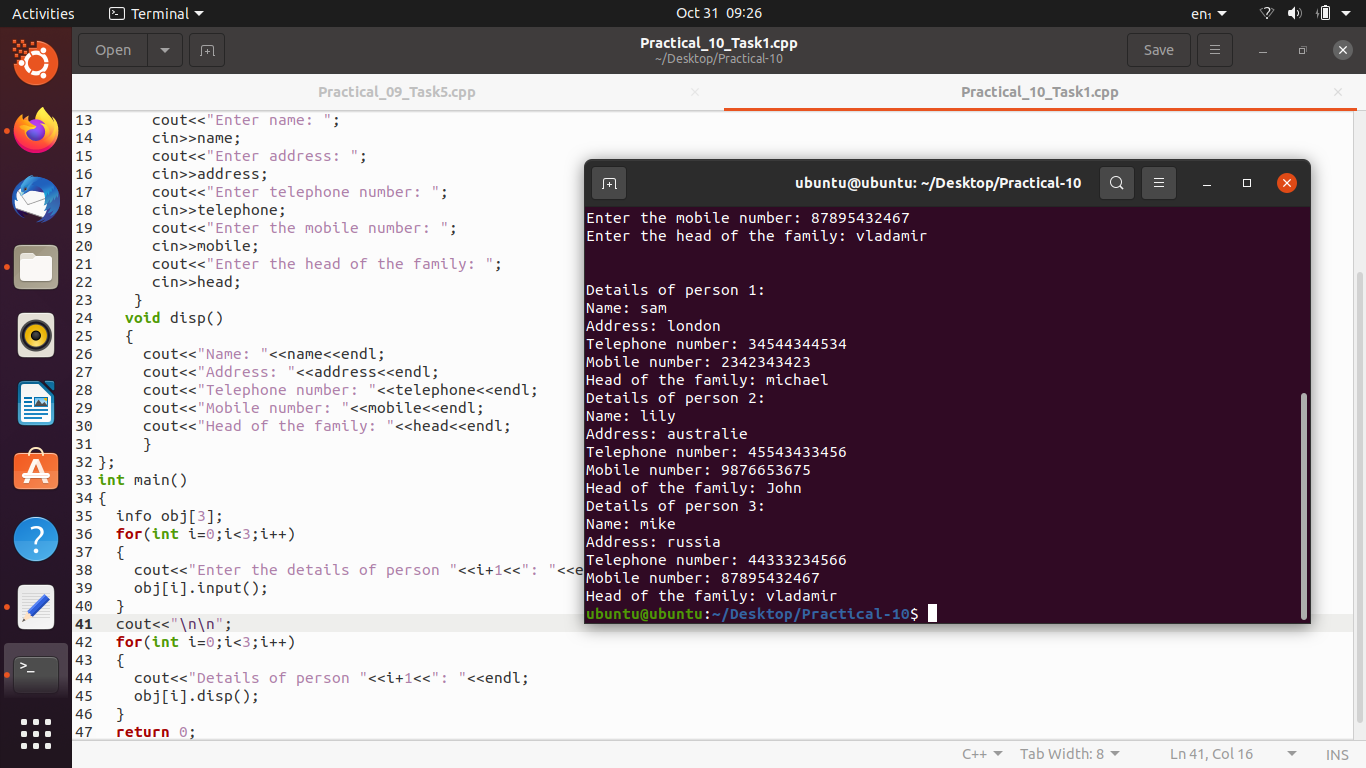 Activities
Terminal
Oct 31 09:26
en₁
Open
Practical_10_Task1.cpp
~/Desktop/Practical-10
Save
Practical_09_Task5.cpp
Practical_10_Task1.cpp
13 cout<<"Enter name: ";
14 cin>>name;
15 cout<<"Enter address: ";
16 cin>>address;
17 cout<<"Enter telephone number: ";
18 cin>>telephone;
19 cout<<"Enter the mobile number: ";
20 cin>>mobile;
21 cout<<"Enter the head of the family: ";
22 cin>>head;
23 }
24 void disp()
25 {
26 cout<<"Name: "<<name<<endl;
27 cout<<"Address: "<<address<<endl;
28 cout<<"Telephone number: "<<telephone<<endl;
29 cout<<"Mobile number: "<<mobile<<endl;
30 cout<<"Head of the family: "<<head<<endl;
31 }
32 };
33 int main()
34 {
35 info obj[3];
36 for(int i=0;i<3;i++)
37 {
38 cout<<"Enter the details of person "<<i+1<<": "<<e
39 obj[i].input();
40 }
41 cout<<"\n\n";
42 for(int i=0;i<3;i++)
43 {
44 cout<<"Details of person "<<i+1<<": "<<endl;
45 obj[i].disp();
46 }
47 return 0;
ubuntu@ubuntu: ~/Desktop/Practical-10
Enter the mobile number: 87895432467
Enter the head of the family: vladamir
Details of person 1:
Name: sam
Address: london
Telephone number: 34544344534
Mobile number: 2342343423
Head of the family: michael
Details of person 2:
Name: lily
Address: australie
Telephone number: 45543433456
Mobile number: 9876653675
Head of the family: John
Details of person 3:
Name: mike
Address: russia
Telephone number: 44333234566
Mobile number: 87895432467
Head of the family: vladamir
ubuntu@ubuntu:~/Desktop/Practical-10$
C++
Tab Width: 8
Ln 41, Col 16
INS